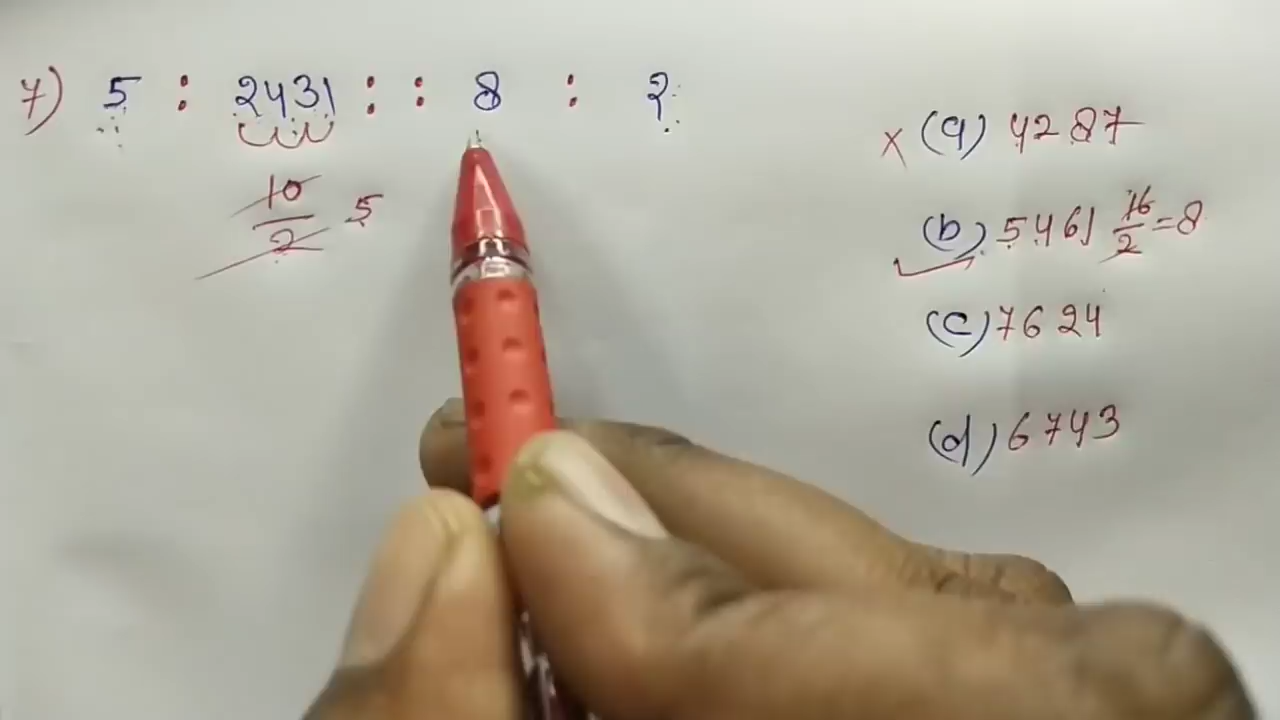 7) 5 : 2431 : : 8 : ?
10/2 5
x (a) 4287
(b) 5461 16/2=8
(c) 7624
(d) 6743